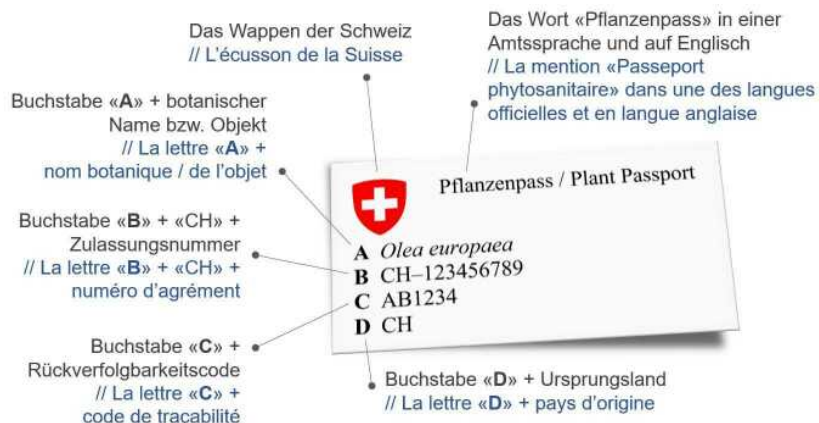 Das Wappen der Schweiz
// L'écusson de la Suisse
Das Wort «Pflanzenpass» in einer
Amtssprache und auf Englisch
// La mention «Passeport
phytosanitaire» dans une des langues
officielles et en langue anglaise
Buchstabe «A» + botanischer
Name bzw. Objekt
// La lettre «A» +
nom botanique / de l'objet
Buchstabe «B» + «CH» +
Zulassungsnummer
// La lettre «B» + «CH» +
numéro d'agrément
Buchstabe «C» +
Rückverfolgbarkeitscode
// La lettre «C» +
code de tracabilité
Pflanzenpass / Plant Passport
A Olea europaea
B CH–123456789
C AB1234
D CH
Buchstabe «D» + Ursprungsland
// La lettre «D» + pays d'origine